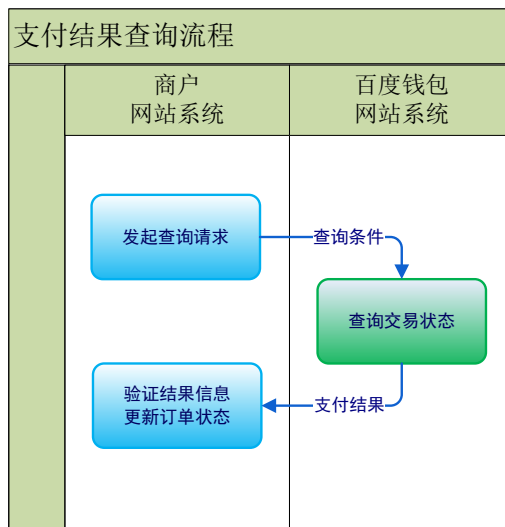 支付结果查询流程
商户
网站系统
百度钱包
网站系统
发起查询请求
查询条件
查询交易状态
验证结果信息
更新订单状态
支付结果